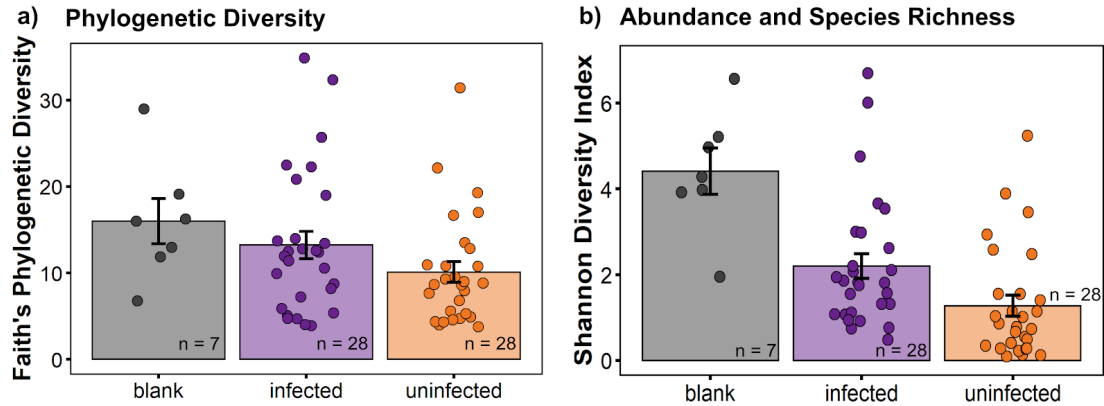 a) Phylogenetic Diversity
Faith's Phylogenetic Diversity
30
20
10
0
n = 7
n = 28
n = 28
blank
infected
uninfected
b) Abundance and Species Richness
Shannon Diversity Index
6
4
2
0
n = 7
n = 28
n = 28
blank
infected
uninfected